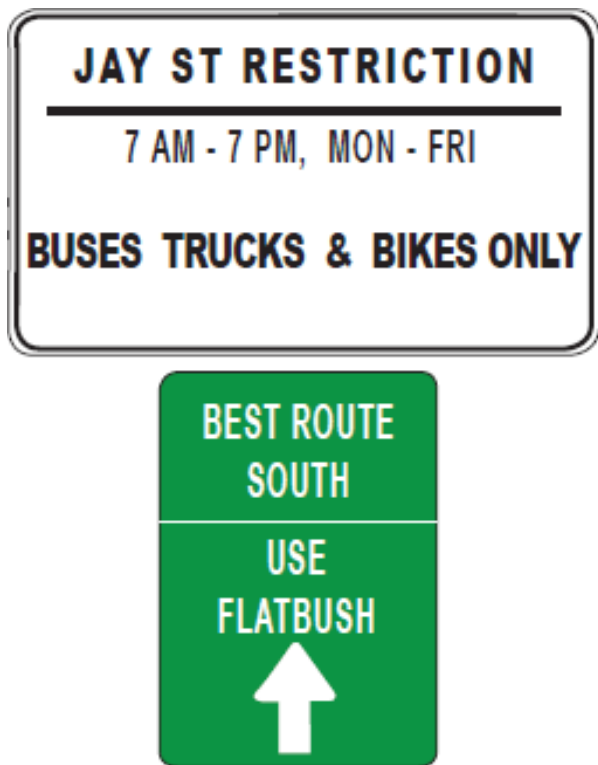 JAY ST RESTRICTION
7 AM - 7 PM, MON - FRI
BUSES TRUCKS & BIKES ONLY
BEST ROUTE
SOUTH
USE
FLATBUSH